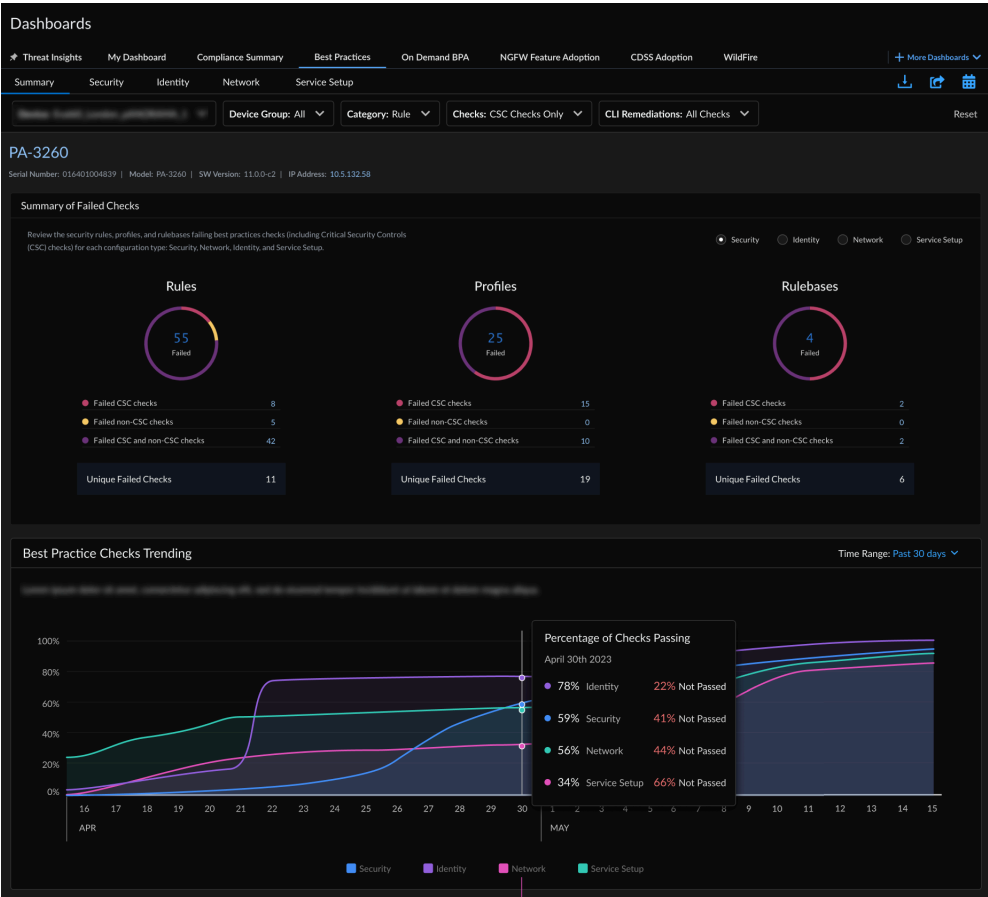 Dashboards
Threat Insights My Dashboard Compliance Summary Best Practices On Demand BPA NGFW Feature Adoption CDSS Adoption WildFire + More Dashboards
Summary Security Identity Network Service Setup
Device Group: All Category: Rule Checks: CSC Checks Only CLI Remediations: All Checks Reset
PA-3260
Serial Number: 016401004839 | Model: PA-3260 | SW Version: 11.0.0-c2 | IP Address: 10.5.132.58
Summary of Failed Checks
Review the security rules, profiles, and rulebases failing best practices checks (including Critical Security Controls
(CSC) checks) for each configuration type: Security, Network, Identity, and Service Setup.
Security Identity Network Service Setup
Rules Profiles Rulebases
55 25 4
Failed Failed Failed
Failed CSC checks 8 Failed CSC checks 15 Failed CSC checks 2
Failed non-CSC checks 5 Failed non-CSC checks 0 Failed non-CSC checks 0
Failed CSC and non-CSC checks 42 Failed CSC and non-CSC checks 10 Failed CSC and non-CSC checks 2
Unique Failed Checks 11 Unique Failed Checks 19 Unique Failed Checks 6
Best Practice Checks Trending Time Range: Past 30 days
100%
80%
60%
40%
20%
0%
Percentage of Checks Passing
April 30th 2023
78% Identity 22% Not Passed
59% Security 41% Not Passed
56% Network 44% Not Passed
34% Service Setup 66% Not Passed
16 17 18 19 20 21 22 23 24 25 26 27 28 29 30 1 2 3 4 5 6 7 8 9 10 11 12 13 14 15
APR MAY
Security Identity Network Service Setup